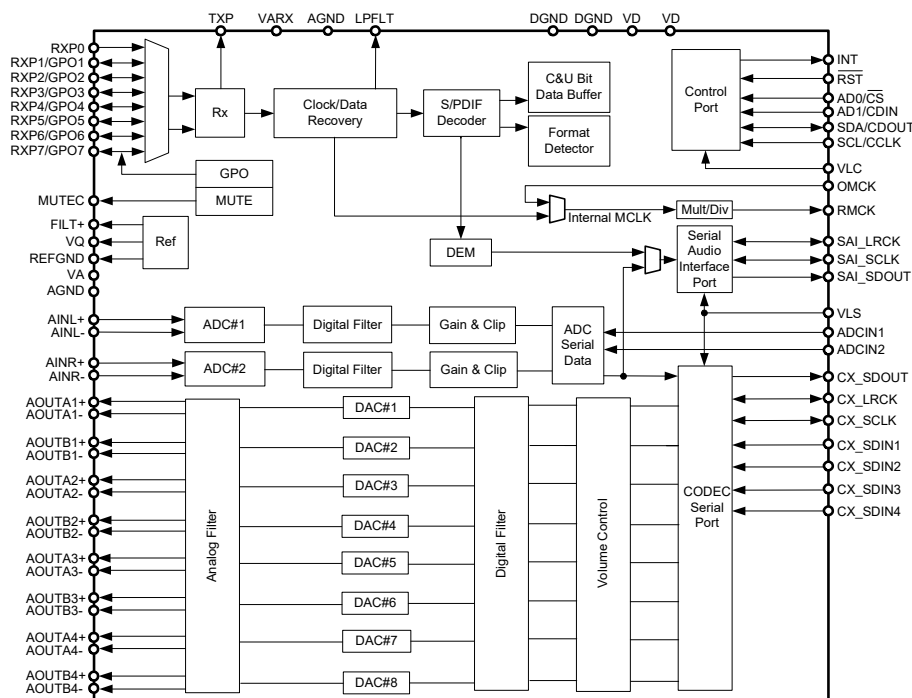 TXP VARX AGND LPFLT DGND DGND VD VD
RXP0
RXP1/GPO1
RXP2/GPO2
RXP3/GPO3
RXP4/GPO4
RXP5/GPO5
RXP6/GPO6
RXP7/GPO7
MUTEC
FILT+
VQ
REFGND
VA
AGND
AINL+
AINL-
AINR+
AINR-
AOUTA1+
AOUTA1-
AOUTB1+
AOUTB1-
AOUTA2+
AOUTA2-
AOUTB2+
AOUTB2-
AOUTA3+
AOUTA3-
AOUTB3+
AOUTB3-
AOUTA4+
AOUTA4-
AOUTB4+
AOUTB4-
Rx
Clock/Data
Recovery
S/PDIF
Decoder
C&U Bit
Data Buffer
Format
Detector
Control
Port
GPO
MUTE
Ref
Internal MCLK
Mult/Div
DEM
Serial
Audio
Interface
Port
ADC#1
Digital Filter
Gain & Clip
ADC
Serial
Data
ADC#2
Digital Filter
Gain & Clip
Analog Filter
DAC#1
DAC#2
DAC#3
DAC#4
DAC#5
DAC#6
DAC#7
DAC#8
Digital Filter
Volume Control
CODEC
Serial
Port
INT
RST
AD0/CS
AD1/CDIN
SDA/CDOUT
SCL/CCLK
VLC
OMCK
RMCK
SAI_LRCK
SAI_SCLK
SAI_SDOUT
VLS
ADCIN1
ADCIN2
CX_SDOUT
CX_LRCK
CX_SCLK
CX_SDIN1
CX_SDIN2
CX_SDIN3
CX_SDIN4